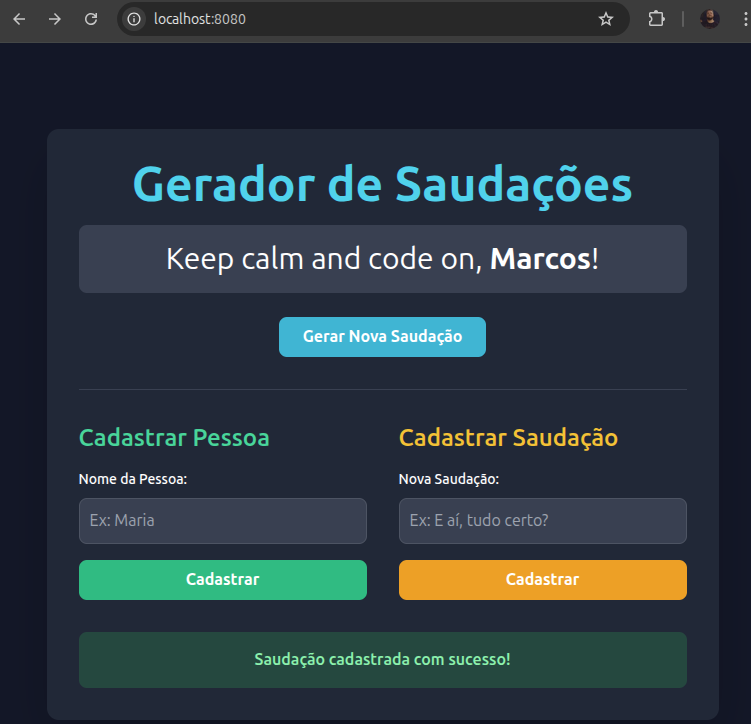 localhost:8080
Gerador de Saudações
Keep calm and code on, Marcos!
Gerar Nova Saudação
Cadastrar Pessoa
Nome da Pessoa:
Ex: Maria
Cadastrar
Cadastrar Saudação
Nova Saudação:
Ex: E aí, tudo certo?
Cadastrar
Saudação cadastrada com sucesso!